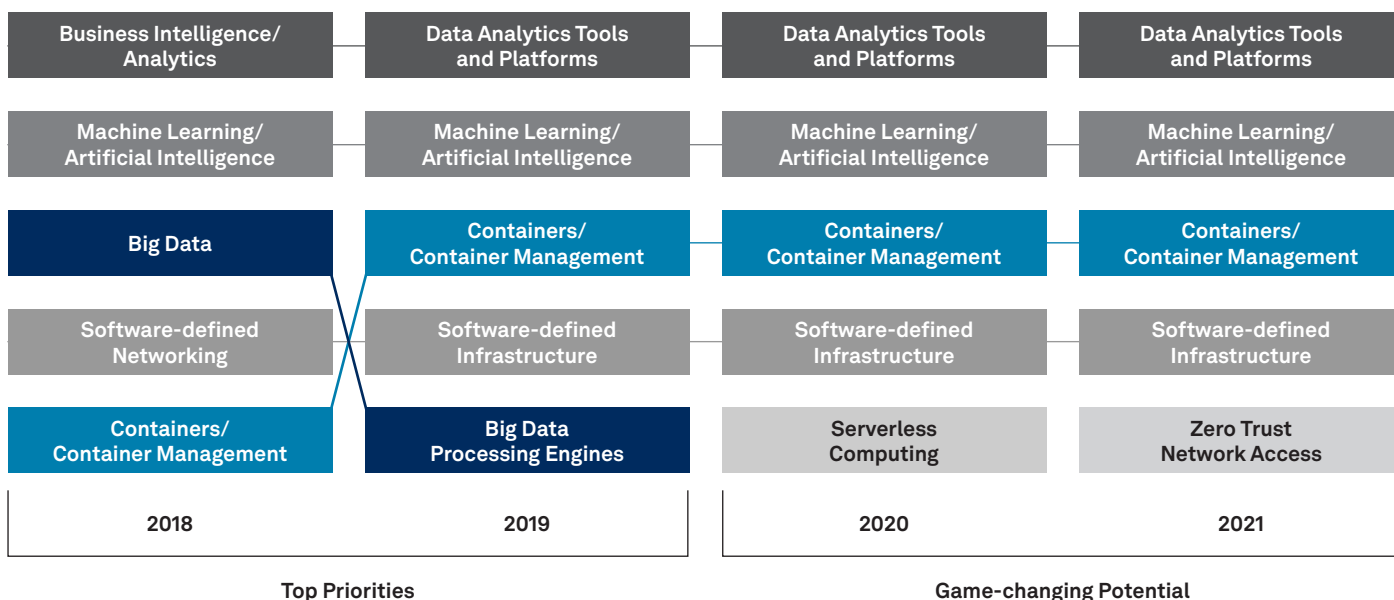 Business Intelligence/
Analytics
Data Analytics Tools
and Platforms
Data Analytics Tools
and Platforms
Data Analytics Tools
and Platforms
Machine Learning/
Artificial Intelligence
Machine Learning/
Artificial Intelligence
Machine Learning/
Artificial Intelligence
Machine Learning/
Artificial Intelligence
Big Data
Containers/
Container Management
Containers/
Container Management
Containers/
Container Management
Software-defined
Networking
Software-defined
Infrastructure
Software-defined
Infrastructure
Software-defined
Infrastructure
Containers/
Container Management
Big Data
Processing Engines
Serverless
Computing
Zero Trust
Network Access
2018
2019
2020
2021
Top Priorities
Game-changing Potential